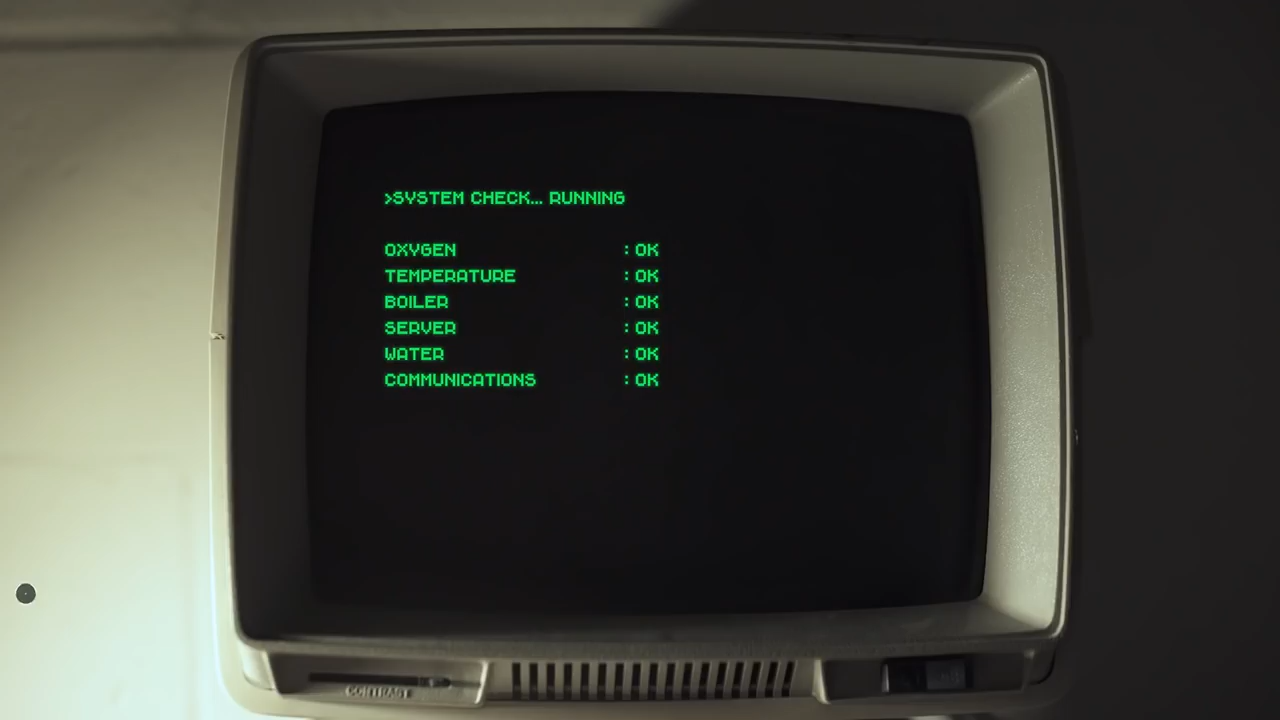 >SYSTEM CHECK... RUNNING
OXYGEN : OK
TEMPERATURE : OK
BOILER : OK
SERVER : OK
WATER : OK
COMMUNICATIONS : OK
CONTRAST